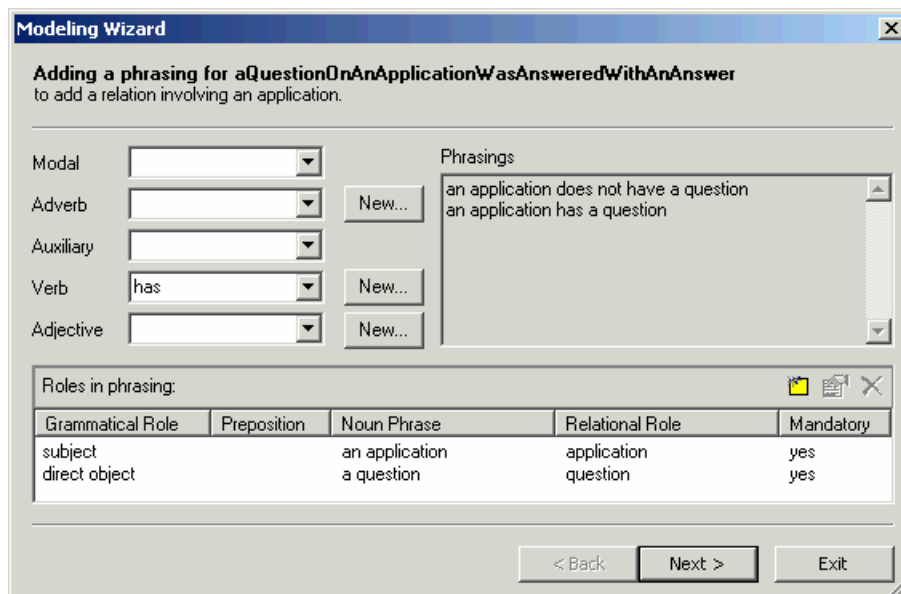 Modeling Wizard
Adding a phrasing for aQuestionOnAnApplicationWasAnsweredWithAnAnswer
to add a relation involving an application.
Modal
Adverb New...
Auxiliary
Verb has New...
Adjective New...
Phrasings
an application does not have a question
an application has a question
Roles in phrasing:
Grammatical Role Preposition Noun Phrase Relational Role Mandatory
subject an application application yes
direct object a question question yes
< Back Next > Exit